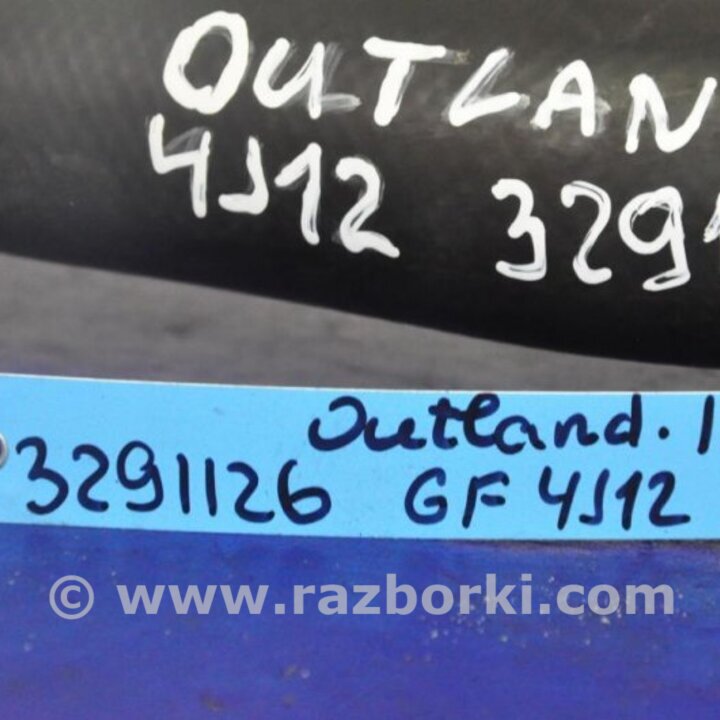 OUTLAN
4J12 329
Outland. I
3291126 GF 4J12
© www.razborki.com